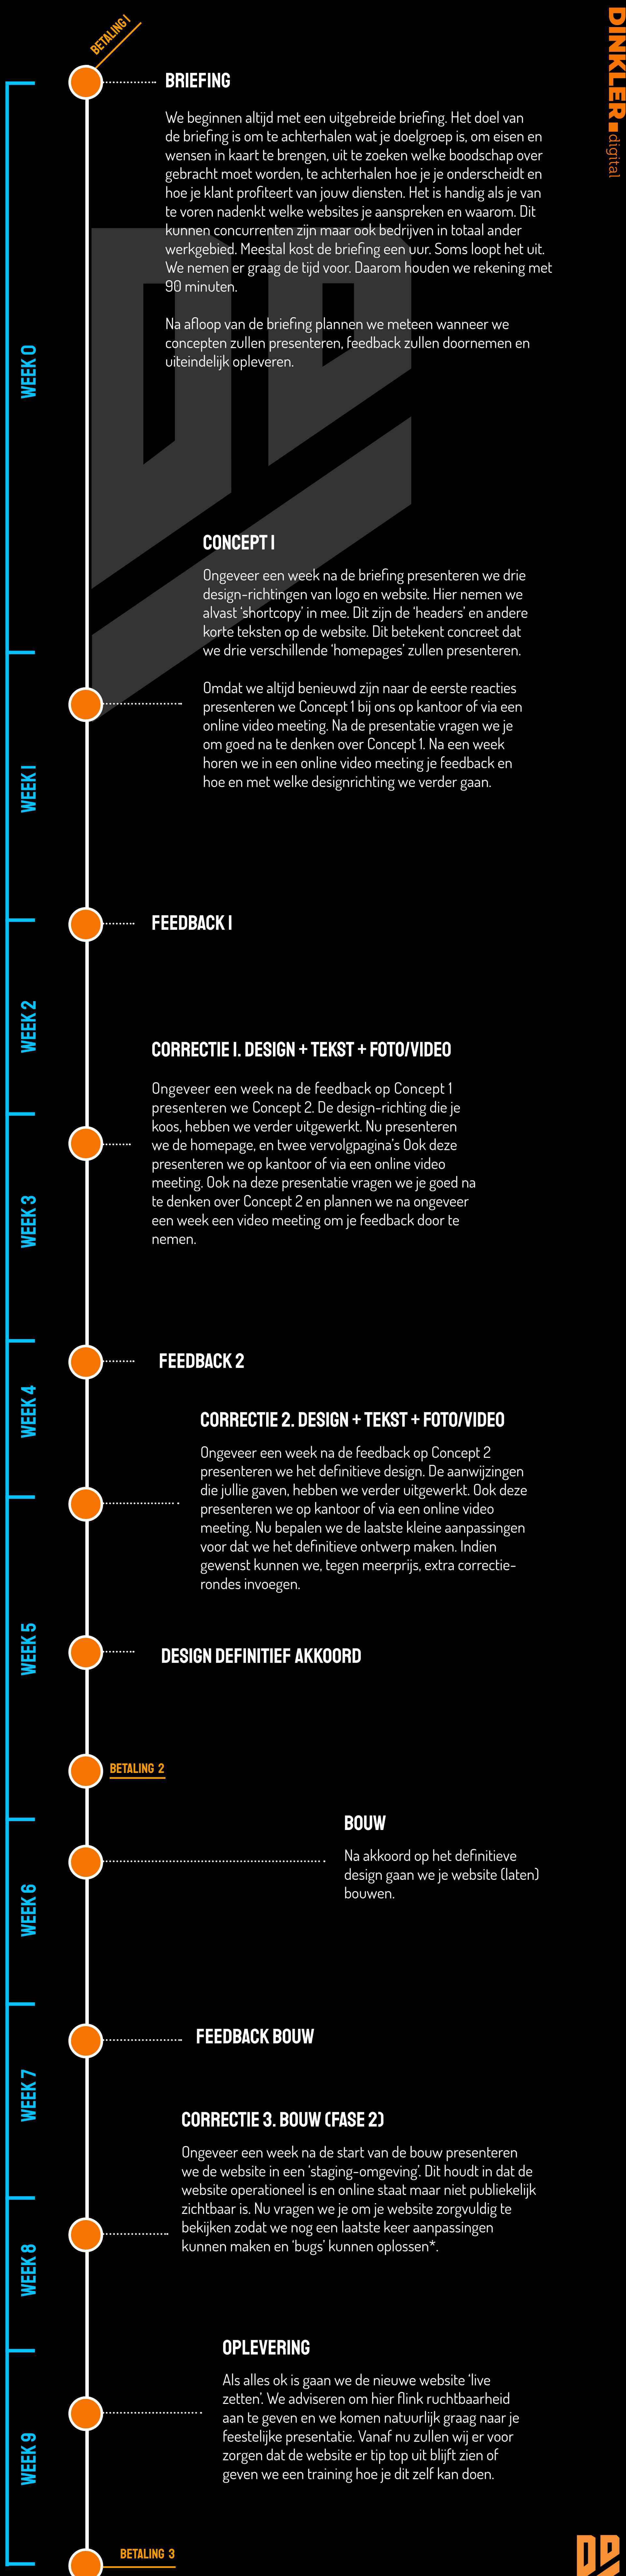 BETALING 1
DINKLER.digital
BRIEFING
We beginnen altijd met een uitgebreide briefing. Het doel van
de briefing is om te achterhalen wat je doelgroep is, om eisen en
wensen in kaart te brengen, uit te zoeken welke boodschap over
gebracht moet worden, te achterhalen hoe je je onderscheidt en
hoe je klant profiteert van jouw diensten. Het is handig als je van
te voren nadenkt welke websites je aanspreken en waarom. Dit
kunnen concurrenten zijn maar ook bedrijven in totaal ander
werkgebied. Meestal kost de briefing een uur. Soms loopt het uit.
We nemen er graag de tijd voor. Daarom houden we rekening met
90 minuten.
Na afloop van de briefing plannen we meteen wanneer we
concepten zullen presenteren, feedback zullen doornemen en
uiteindelijk opleveren.
WEEK 0
CONCEPT 1
Ongeveer een week na de briefing presenteren we drie
design-richtingen van logo en website. Hier nemen we
alvast ‘shortcopy’ in mee. Dit zijn de ‘headers’ en andere
korte teksten op de website. Dit betekent concreet dat
we drie verschillende ‘homepages’ zullen presenteren.
Omdat we altijd benieuwd zijn naar de eerste reacties
presenteren we Concept 1 bij ons op kantoor of via een
online video meeting. Na de presentatie vragen we je
om goed na te denken over Concept 1. Na een week
horen we in een online video meeting je feedback en
hoe en met welke designrichting we verder gaan.
WEEK 1
FEEDBACK 1
WEEK 2
CORRECTIE 1. DESIGN + TEKST + FOTO/VIDEO
Ongeveer een week na de feedback op Concept 1
presenteren we Concept 2. De design-richting die je
koos, hebben we verder uitgewerkt. Nu presenteren
we de homepage, en twee vervolgpagina’s Ook deze
presenteren we op kantoor of via een online video
meeting. Ook na deze presentatie vragen we je goed na
te denken over Concept 2 en plannen we na ongeveer
een week een video meeting om je feedback door te
nemen.
WEEK 3
FEEDBACK 2
WEEK 4
CORRECTIE 2. DESIGN + TEKST + FOTO/VIDEO
Ongeveer een week na de feedback op Concept 2
presenteren we het definitieve design. De aanwijzingen
die jullie gaven, hebben we verder uitgewerkt. Ook deze
presenteren we op kantoor of via een online video
meeting. Nu bepalen we de laatste kleine aanpassingen
voor dat we het definitieve ontwerp maken. Indien
gewenst kunnen we, tegen meerprijs, extra correctie-
rondes invoegen.
WEEK 5
DESIGN DEFINITIEF AKKOORD
BETALING 2
BOUW
Na akkoord op het definitieve
design gaan we je website (laten)
bouwen.
WEEK 6
FEEDBACK BOUW
WEEK 7
CORRECTIE 3. BOUW (FASE 2)
Ongeveer een week na de start van de bouw presenteren
we de website in een ‘staging-omgeving’. Dit houdt in dat de
website operationeel is en online staat maar niet publiekelijk
zichtbaar is. Nu vragen we je om je website zorgvuldig te
bekijken zodat we nog een laatste keer aanpassingen
kunnen maken en ‘bugs’ kunnen oplossen*.
WEEK 8
OPLEVERING
Als alles ok is gaan we de nieuwe website ‘live
zetten’. We adviseren om hier flink ruchtbaarheid
aan te geven en we komen natuurlijk graag naar je
feestelijke presentatie. Vanaf nu zullen wij er voor
zorgen dat de website er tip top uit blijft zien of
geven we een training hoe je dit zelf kan doen.
WEEK 9
BETALING 3